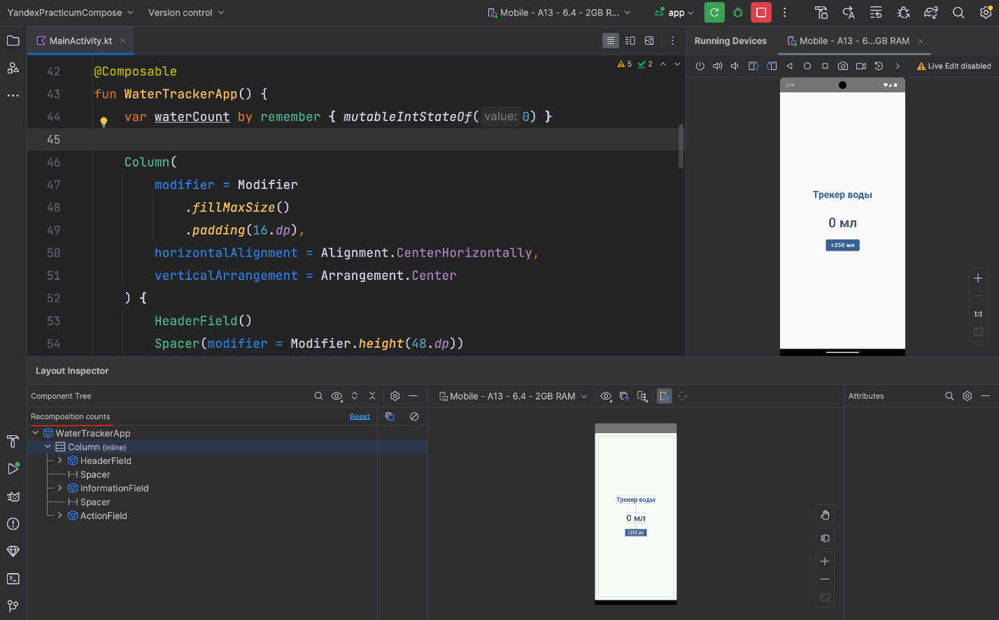 YandexPracticumCompose
Version control
Mobile - A13 - 6.4 - 2GB R...
app
MainActivity.kt
Running Devices
Mobile - A13 - 6...GB RAM
5
2
Live Edit disabled
42 @Composable
43 fun WaterTrackerApp() {
44 var waterCount by remember { mutableIntStateOf( value: 0) }
45
46 Column(
47 modifier = Modifier
48 .fillMaxSize()
49 .padding(16.dp),
50 horizontalAlignment = Alignment.CenterHorizontally,
51 verticalArrangement = Arrangement.Center
52 ) {
53 HeaderField()
54 Spacer(modifier = Modifier.height(48.dp))
Трекер воды
0 мл
+250 мл
1:1
Layout Inspector
Component Tree
Mobile - A13 - 6.4 - 2GB RAM
Attributes
Recomposition counts
Reset
WaterTrackerApp
Column (inline)
HeaderField
Spacer
InformationField
Spacer
ActionField
Трекер воды
0 мл
+250 мл